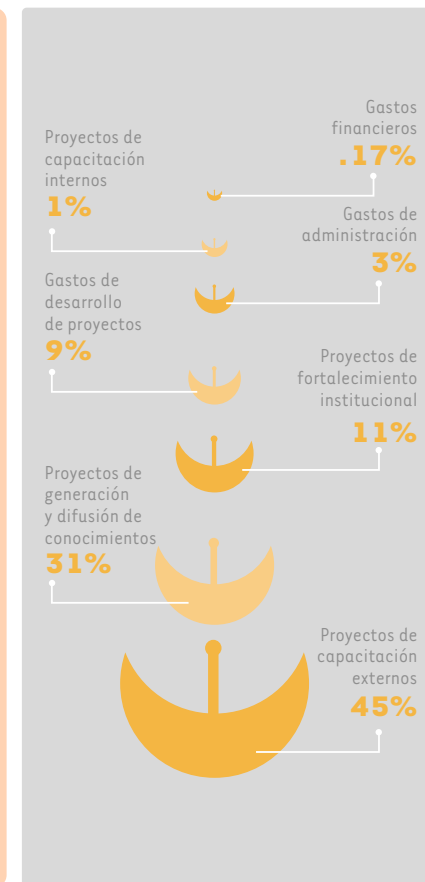 Gastos
financieros
.17%
Proyectos de
capacitación
internos
1%
Gastos de
administración
3%
Gastos de
desarrollo
de proyectos
9%
Proyectos de
fortalecimiento
institucional
11%
Proyectos de
generación
y difusión de
conocimientos
31%
Proyectos de
capacitación
externos
45%